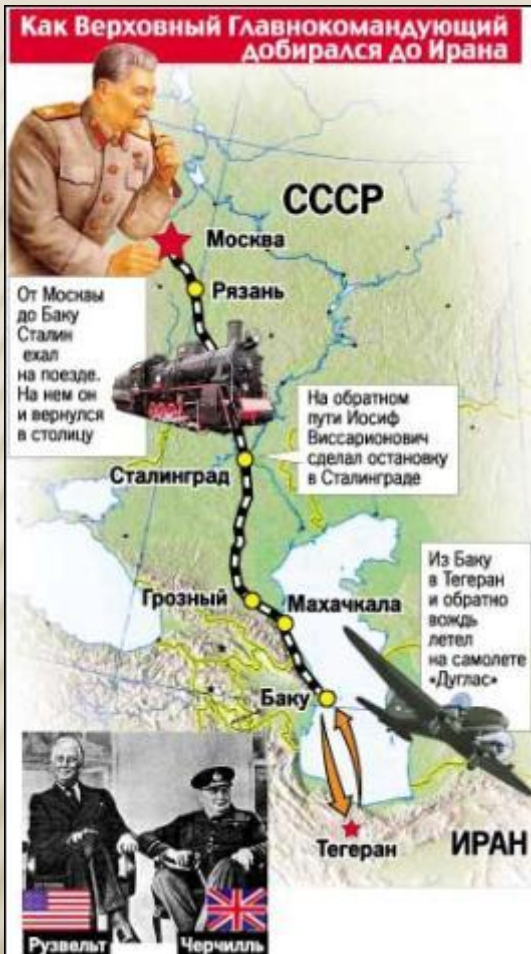 Как Верховный Главнокомандующий
добирался до Ирана
СССР
Москва
Рязань
От Москвы
до Баку
Сталин
ехал
на поезде.
На нем он
и вернулся
в столицу
На обратном
пути Иосиф
Виссарионович
сделал остановку
в Сталинграде
Сталинград
Из Баку
в Тегеран
и обратно
вождь
летел
на самолете
«Дуглас»
Грозный
Махачкала
Баку
Тегеран
ИРАН
Рузвельт
Черчилль